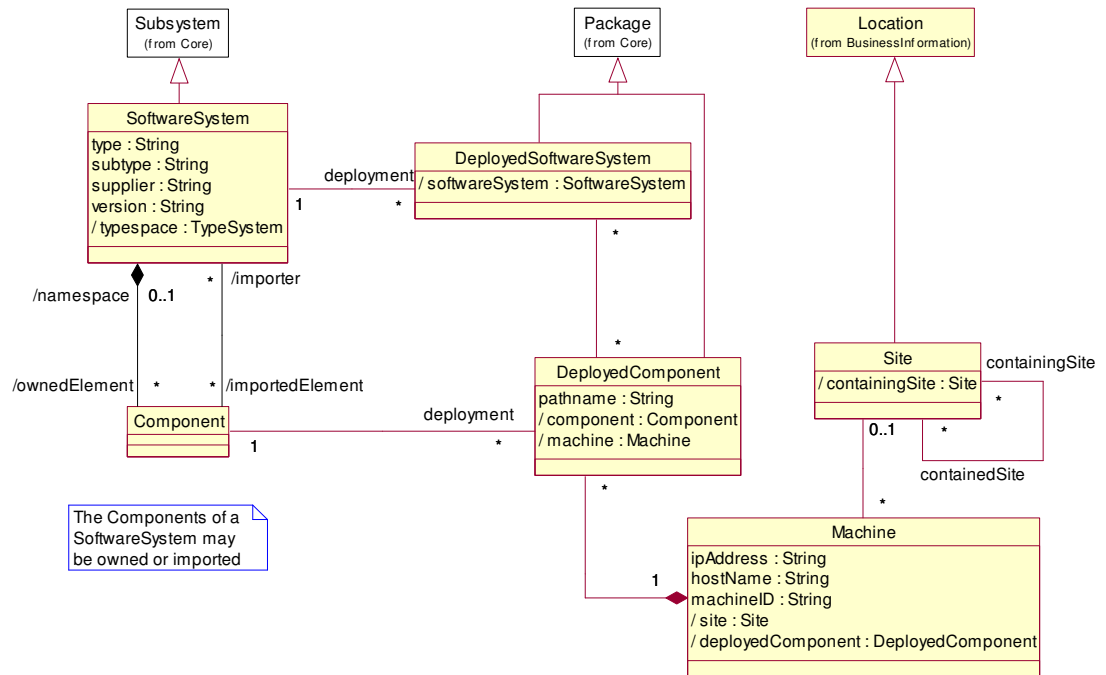 Subsystem
(from Core)
Package
(from Core)
Location
(from BusinessInformation)
SoftwareSystem
type : String
subtype : String
supplier : String
version : String
/ typespace : TypeSystem
deployment
1
*
DeployedSoftwareSystem
/ softwareSystem : SoftwareSystem
*
/namespace
0..1
*
/importer
/ownedElement
*
*
/importedElement
Component
1
deployment
*
*
DeployedComponent
pathname : String
/ component : Component
/ machine : Machine
*
1
Site
/ containingSite : Site
containingSite
*
0..1
*
containedSite
*
Machine
ipAddress : String
hostName : String
machineID : String
/ site : Site
/ deployedComponent : DeployedComponent
The Components of a
SoftwareSystem may
be owned or imported